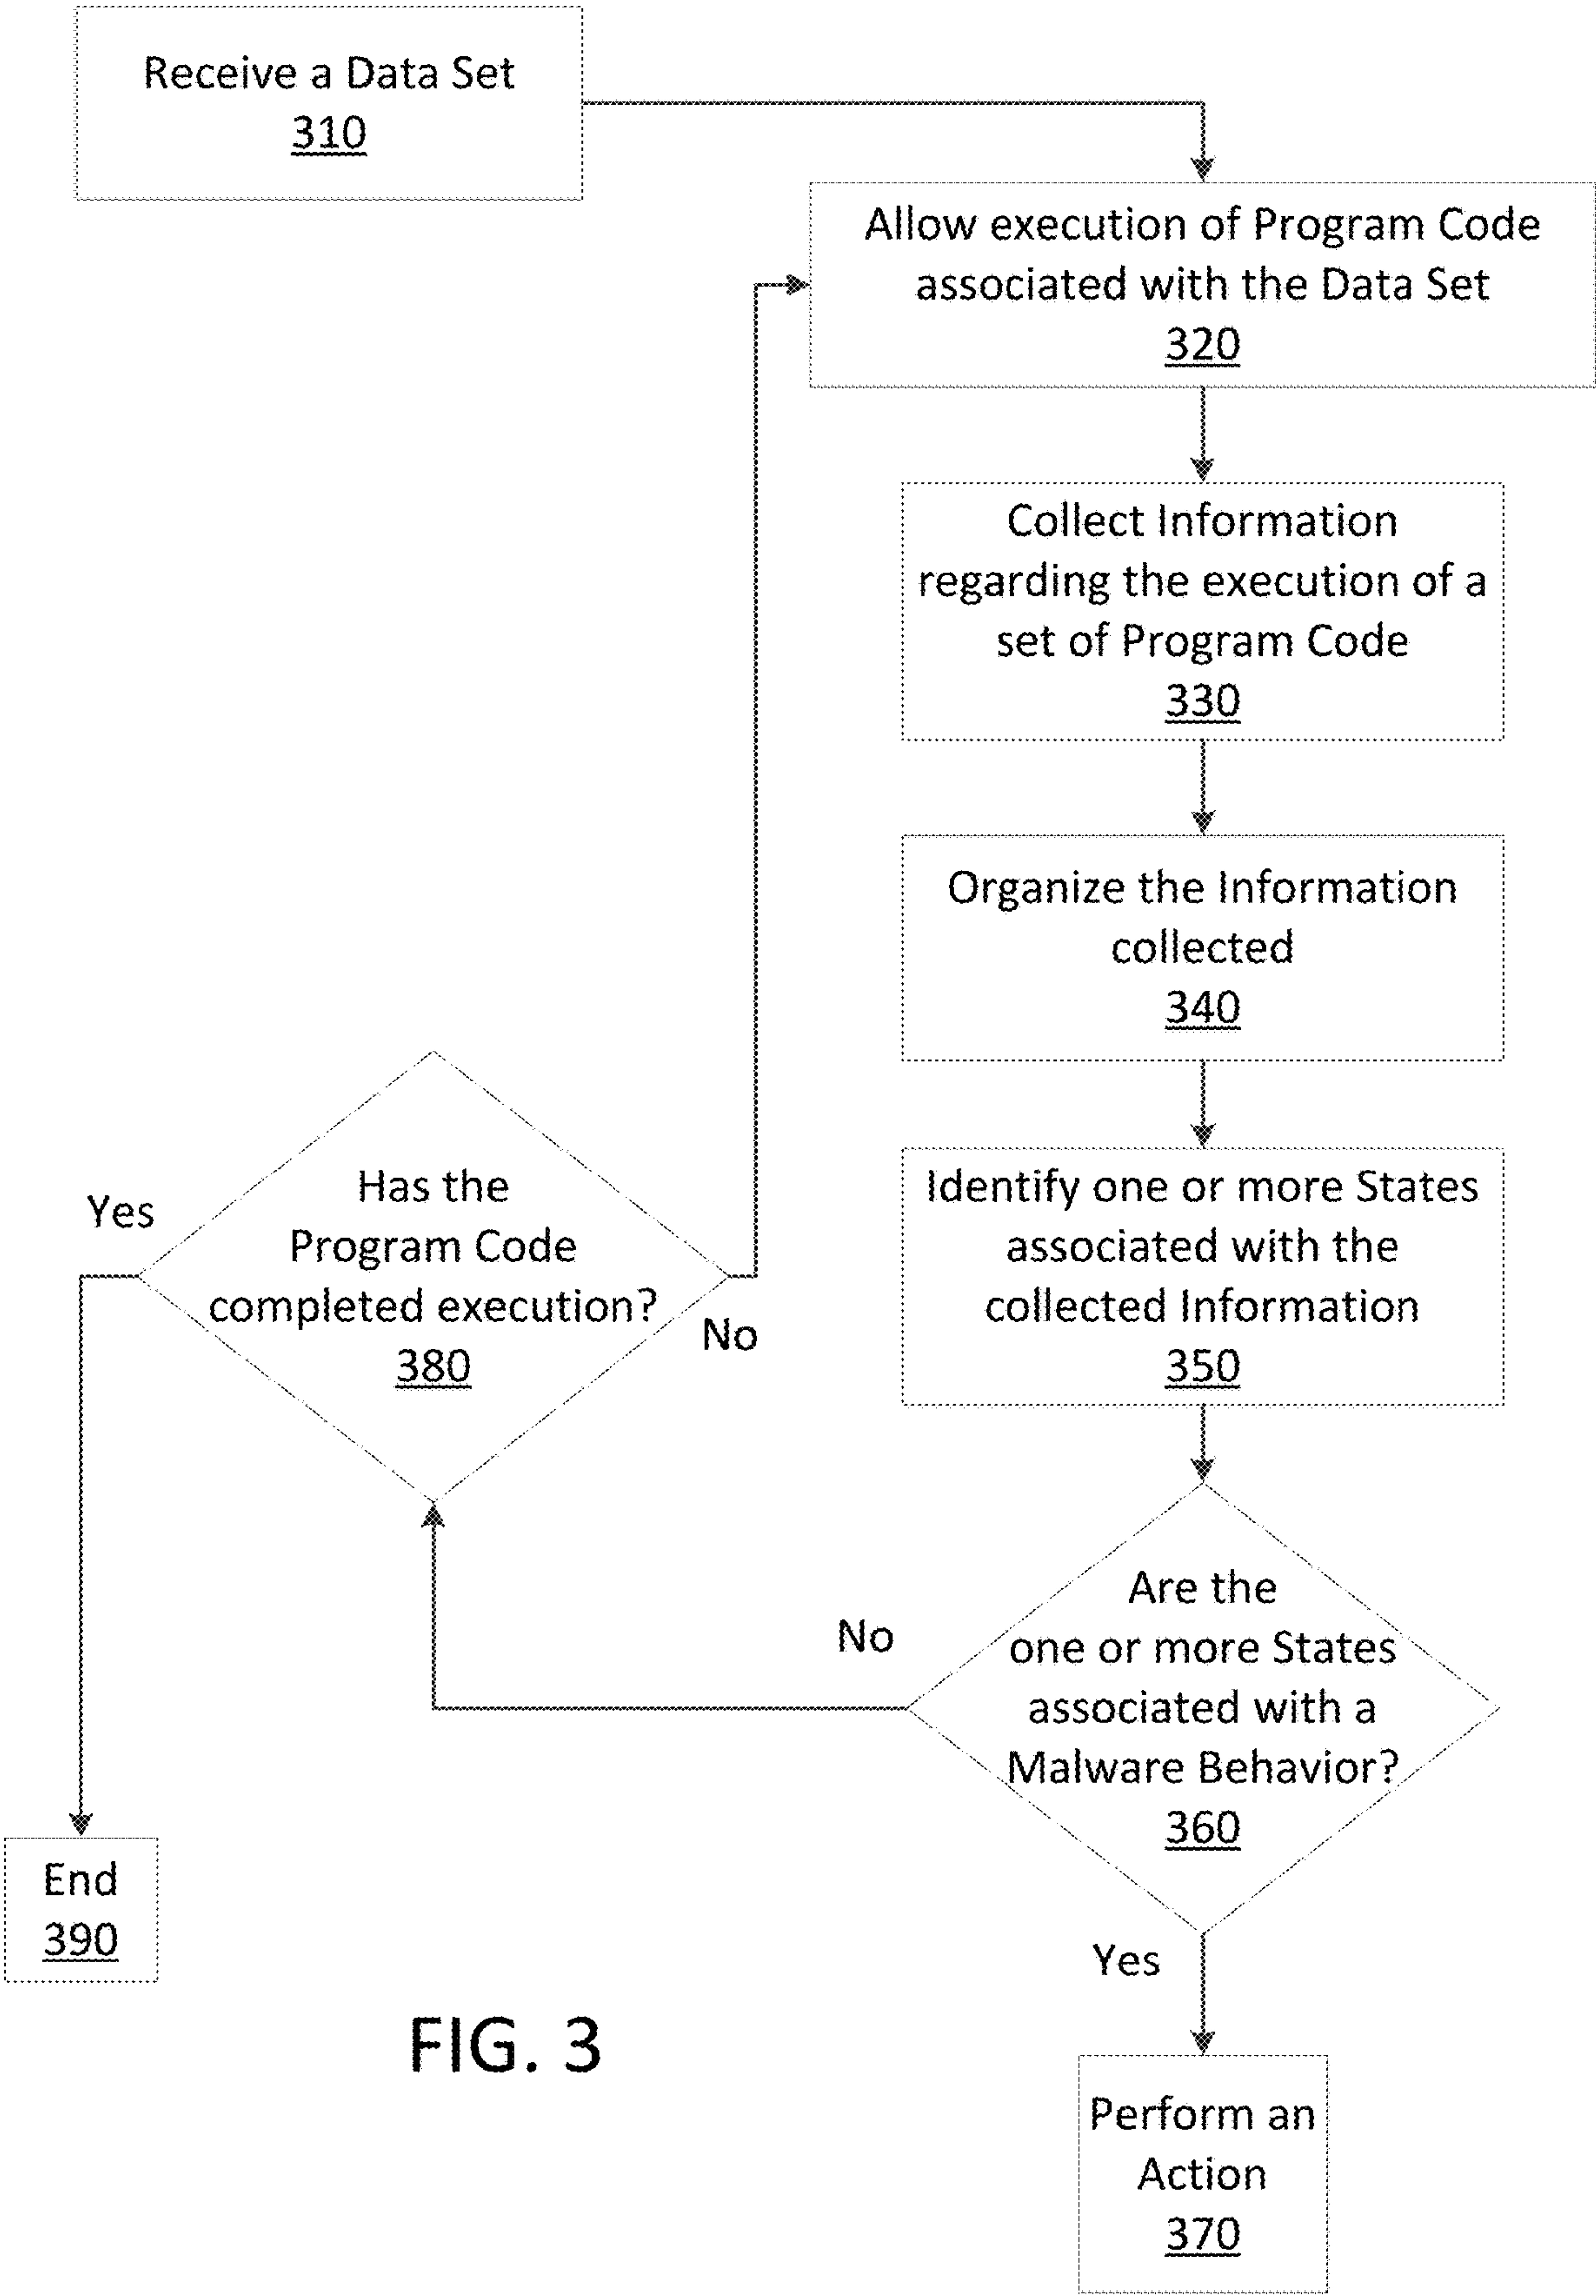 Receive a Data Set
310
Allow execution of Program Code
associated with the Data Set
320
Collect Information
regarding the execution of a
set of Program Code
330
Organize the Information
collected
340
Identify one or more States
associated with the
collected Information
350
Are the
one or more States
associated with a
Malware Behavior?
360
No
Yes
Perform an
Action
370
Has the
Program Code
completed execution?
380
Yes
No
End
390
FIG. 3